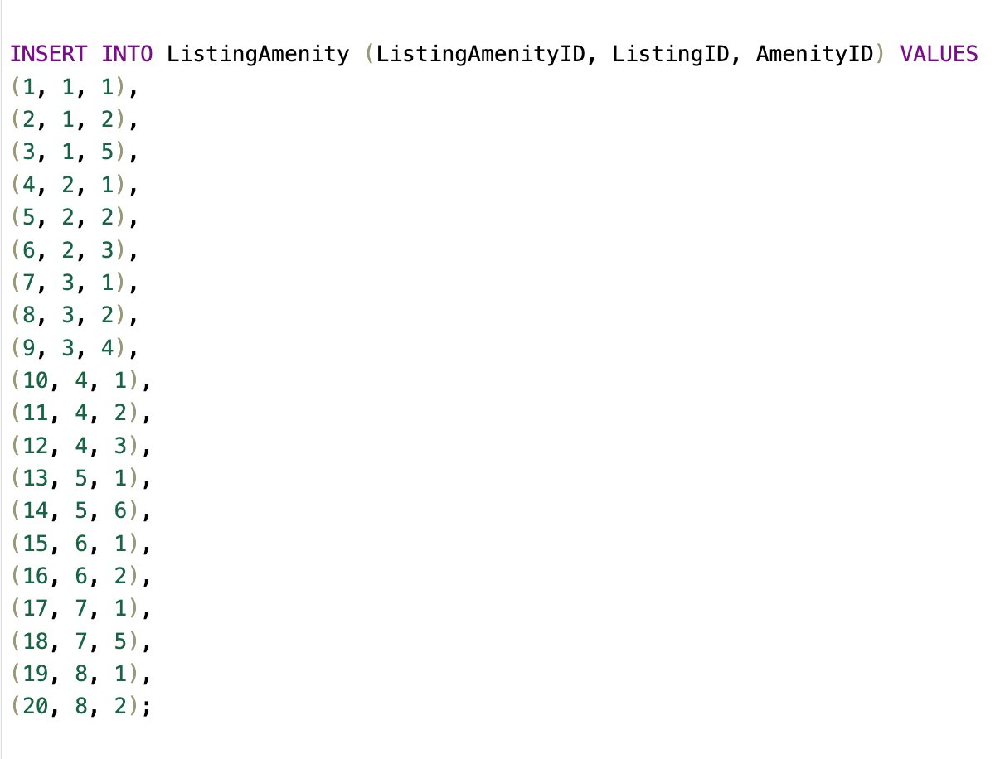 INSERT INTO ListingAmenity (ListingAmenityID, ListingID, AmenityID) VALUES
(1, 1, 1),
(2, 1, 2),
(3, 1, 5),
(4, 2, 1),
(5, 2, 2),
(6, 2, 3),
(7, 3, 1),
(8, 3, 2),
(9, 3, 4),
(10, 4, 1),
(11, 4, 2),
(12, 4, 3),
(13, 5, 1),
(14, 5, 6),
(15, 6, 1),
(16, 6, 2),
(17, 7, 1),
(18, 7, 5),
(19, 8, 1),
(20, 8, 2);